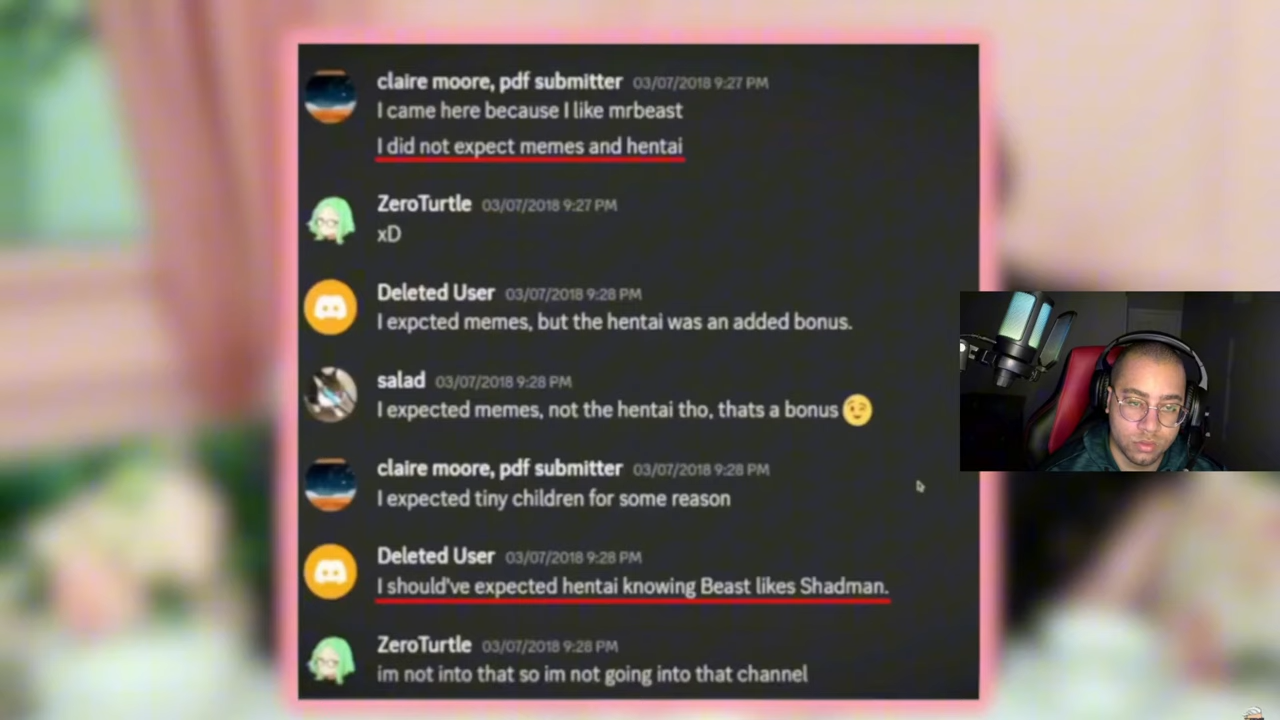 claire moore, pdf submitter 03/07/2018 9:27 PM
I came here because I like mrbeast
I did not expect memes and hentai
ZeroTurtle 03/07/2018 9:27 PM
xD
Deleted User 03/07/2018 9:28 PM
I expcted memes, but the hentai was an added bonus.
salad 03/07/2018 9:28 PM
I expected memes, not the hentai tho, thats a bonus 😉
claire moore, pdf submitter 03/07/2018 9:28 PM
I expected tiny children for some reason
Deleted User 03/07/2018 9:28 PM
I should've expected hentai knowing Beast likes Shadman.
ZeroTurtle 03/07/2018 9:28 PM
im not into that so im not going into that channel